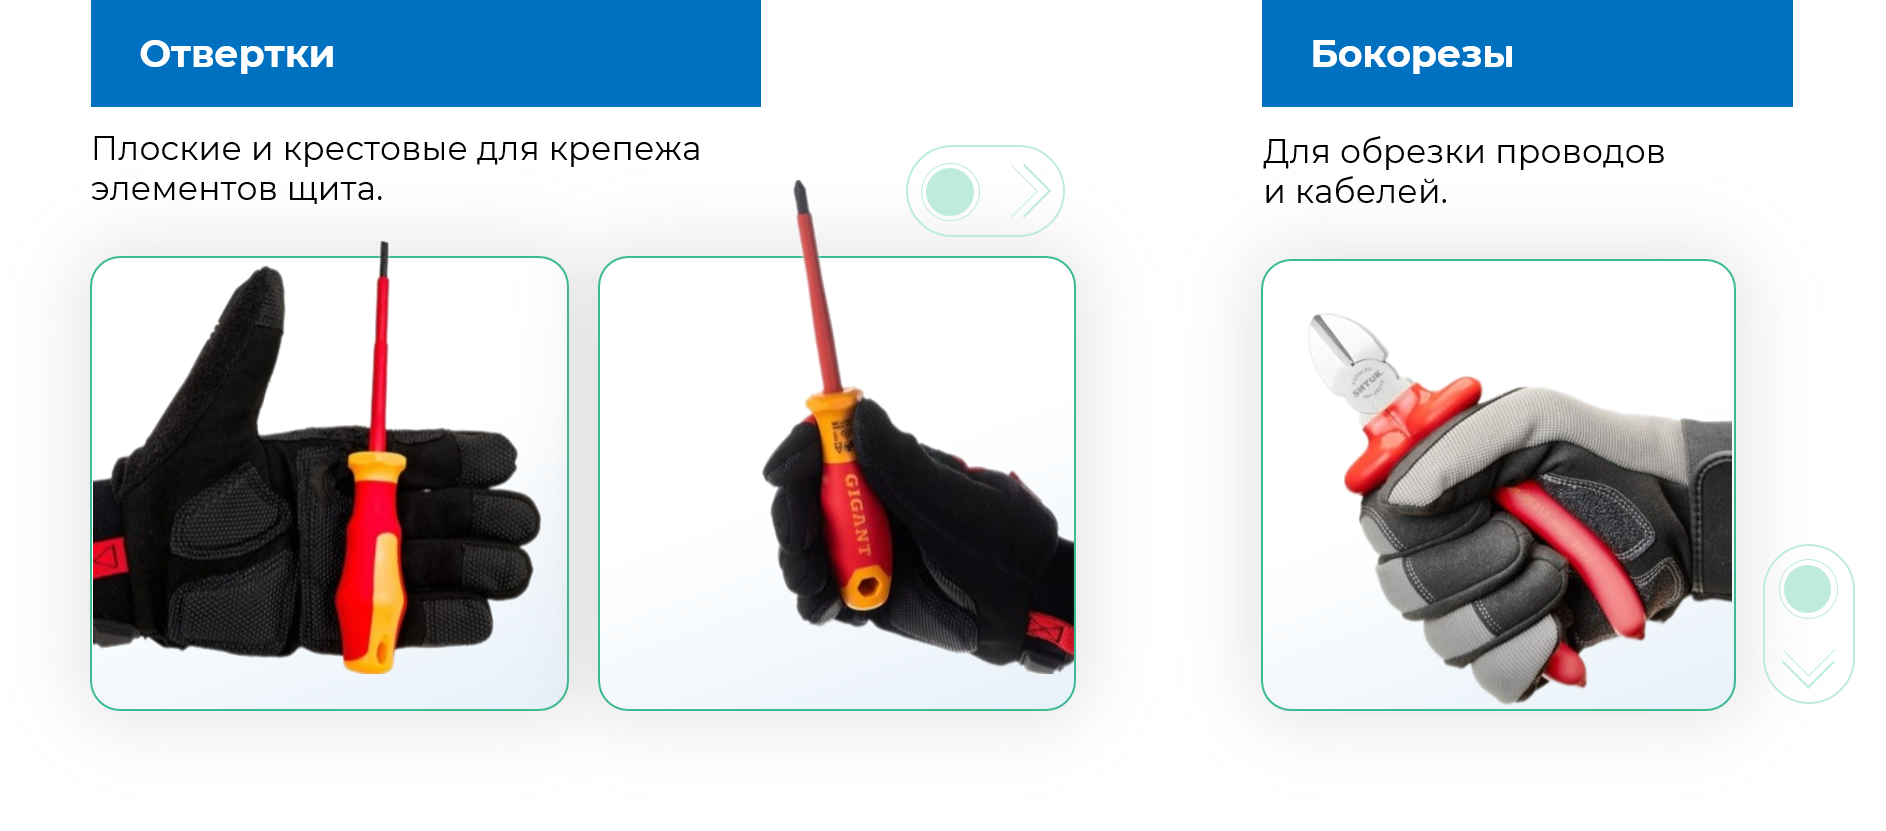 Отвертки
Плоские и крестовые для крепежа
элементов щита.
GIGANT
Бокорезы
Для обрезки проводов
и кабелей.
SHTOK